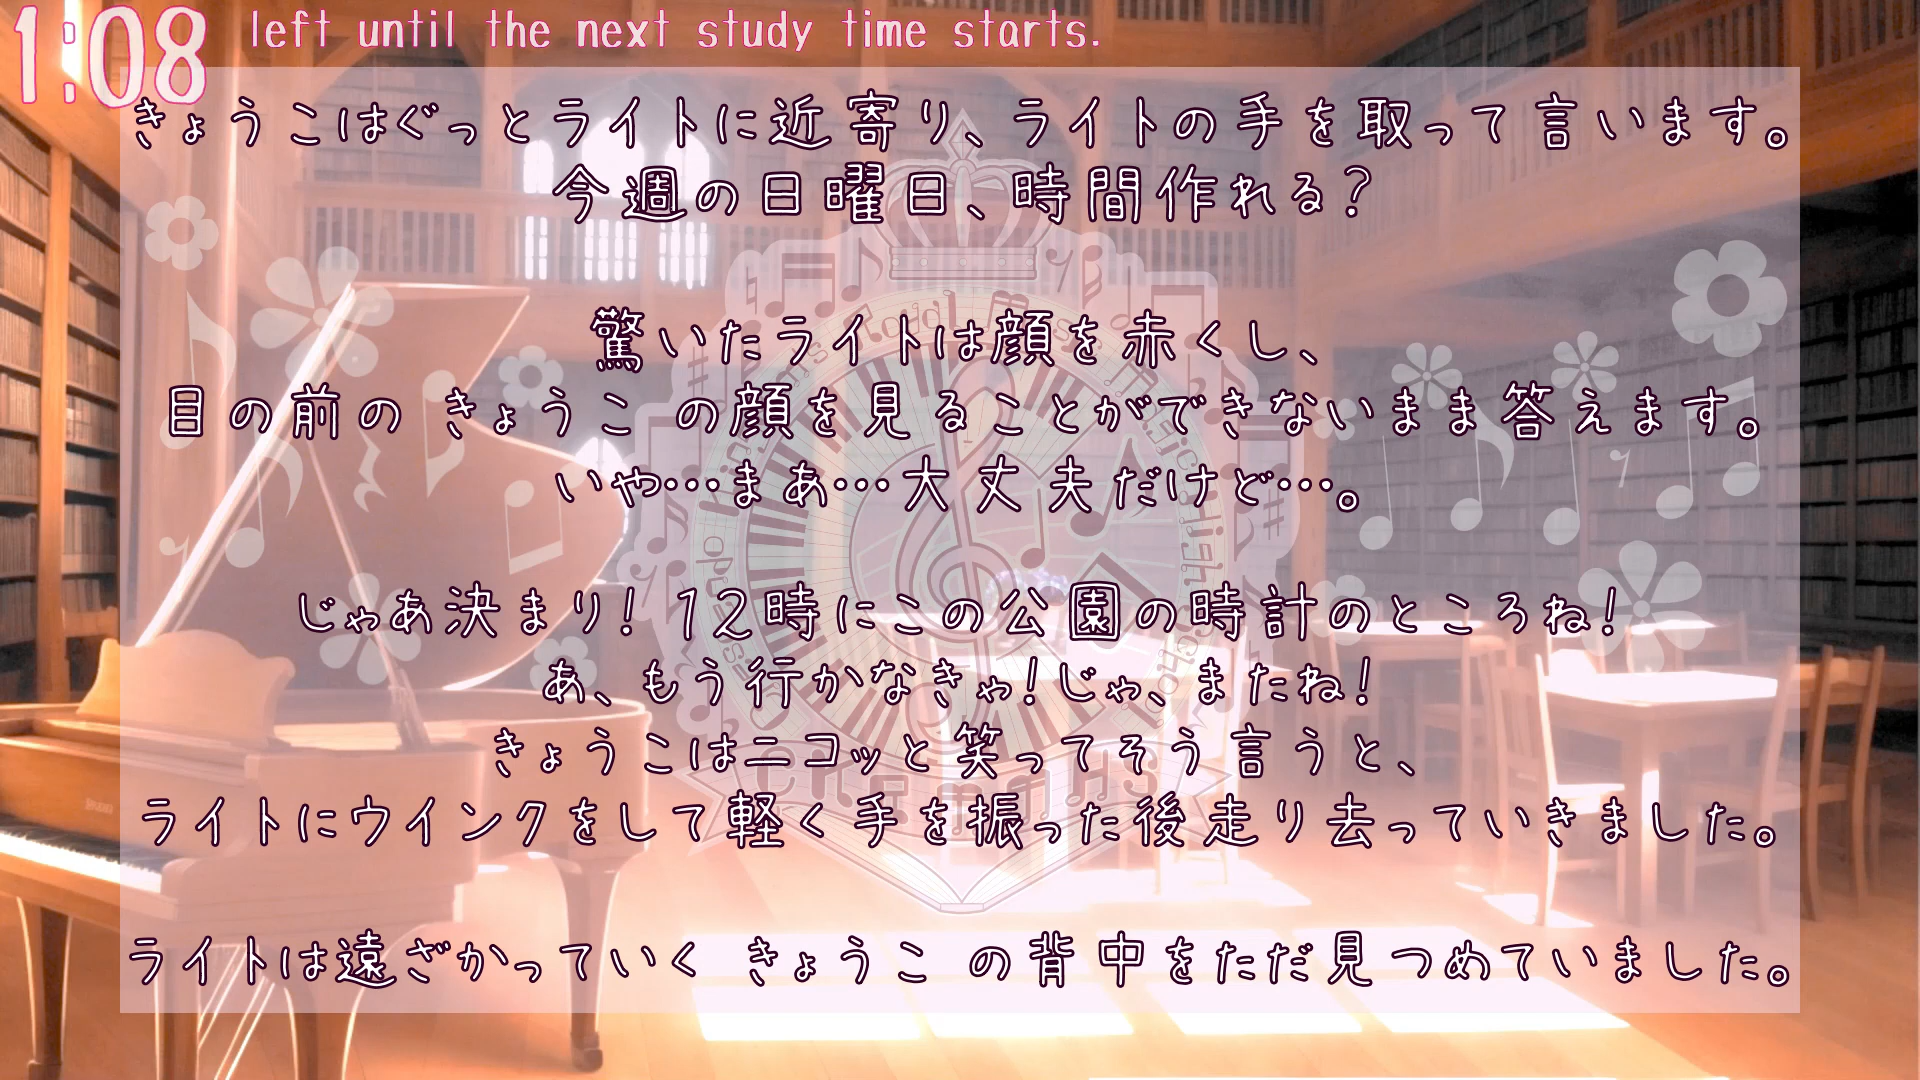 1:08 left until the next study time starts.
きょうこはぐっとライトに近寄り、ライトの手を取って言います。
今週の日曜日、時間作れる?
驚いたライトは顔を赤くし、
目の前の きょうこ の顔を見ることができないまま答えます。
いや…まあ…大丈夫だけど…。
じゃあ決まり! 12時にこの公園の時計のところね!
あ、もう行かなきゃ!じゃ、またね!
きょうこはニコッと笑ってそう言うと、
ライトにウインクをして軽く手を振った後走り去っていきました。
ライトは遠ざかっていく きょうこ の背中をただ見つめていました。